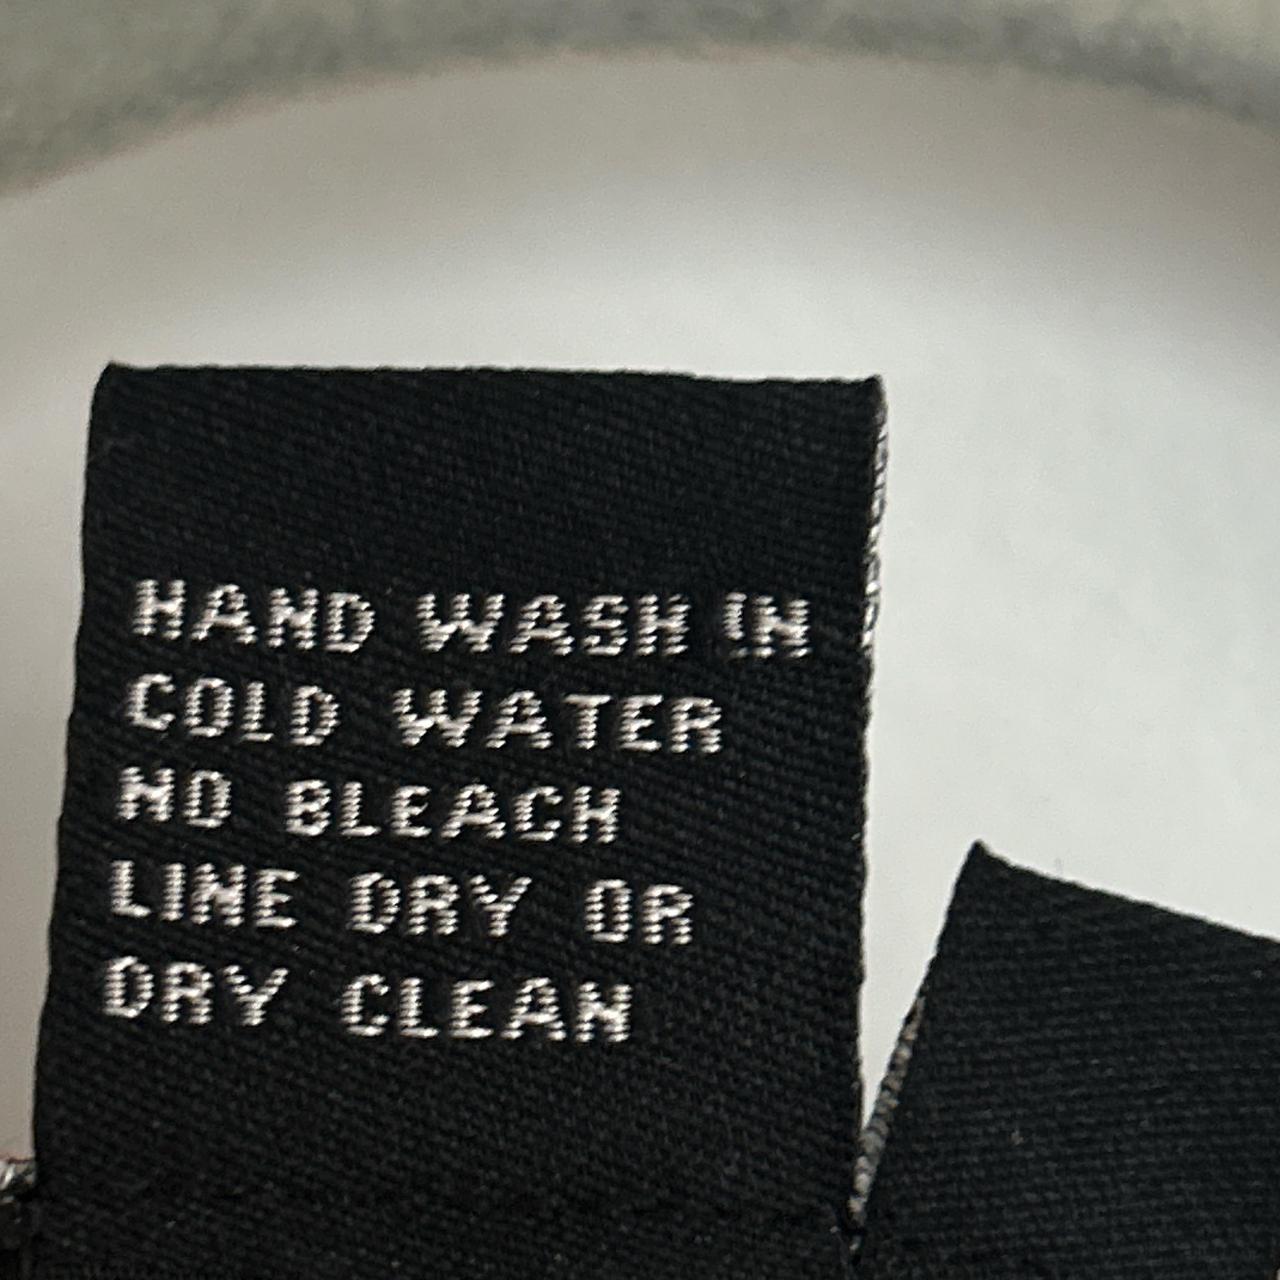 HAND WASH IN
COLD WATER
NO BLEACH
LINE DRY OR
DRY CLEAN